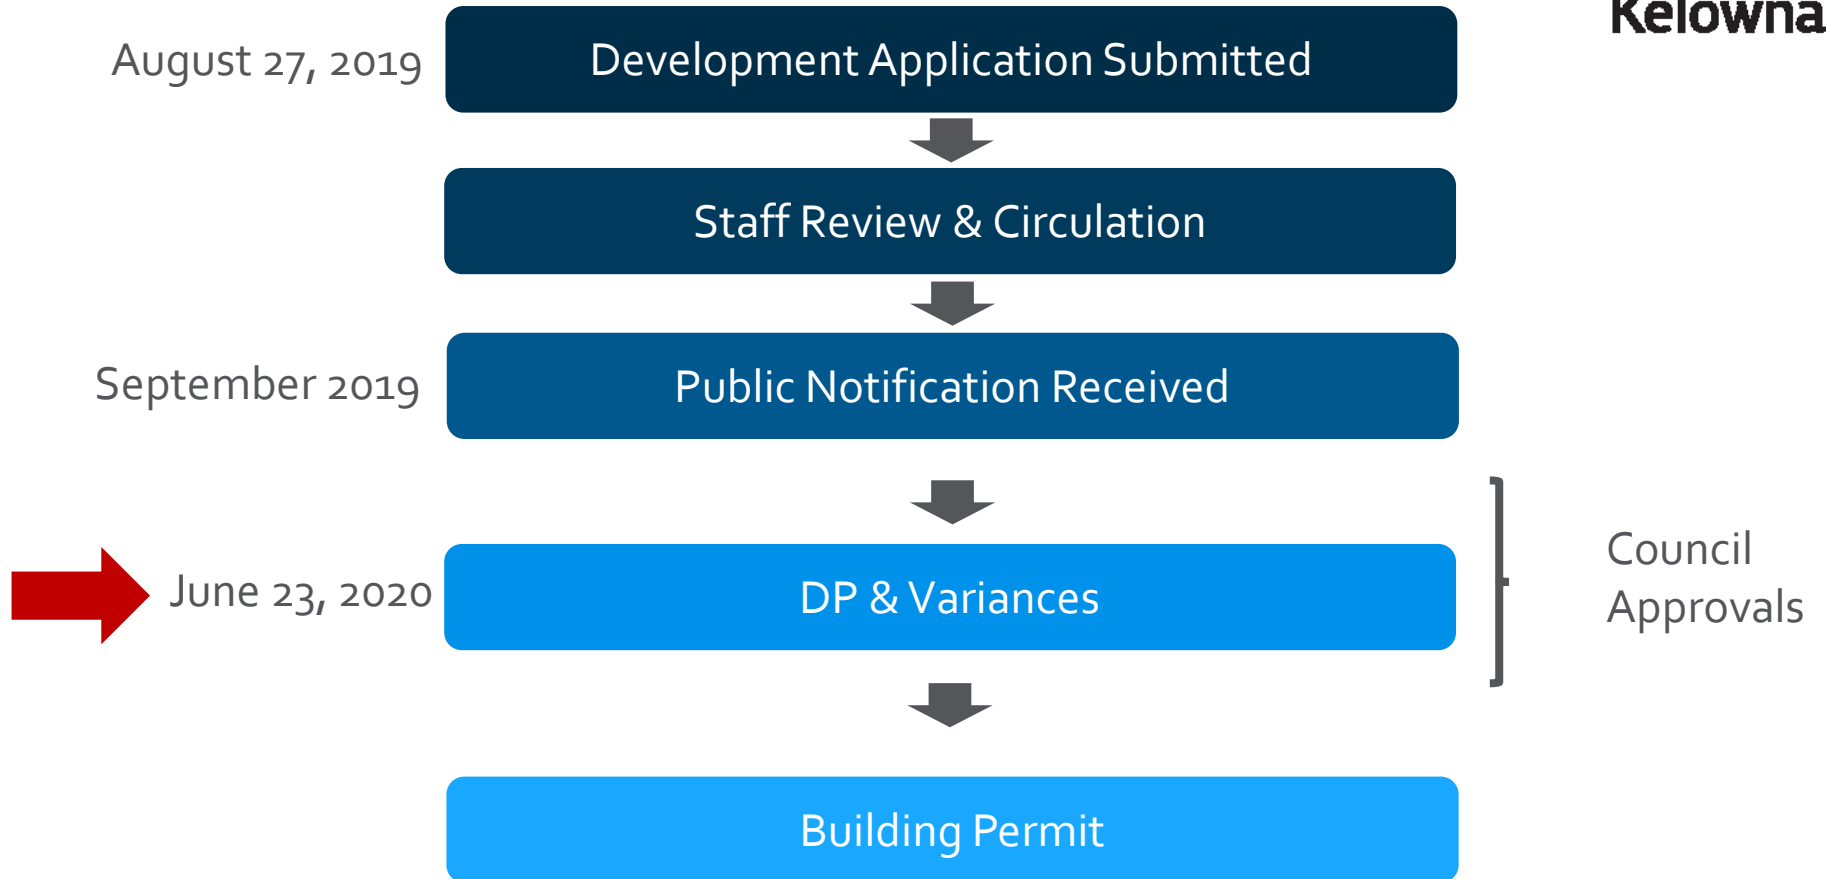 Kelowna
August 27, 2019
Development Application Submitted
Staff Review & Circulation
September 2019
Public Notification Received
June 23, 2020
DP & Variances
Council
Approvals
Building Permit